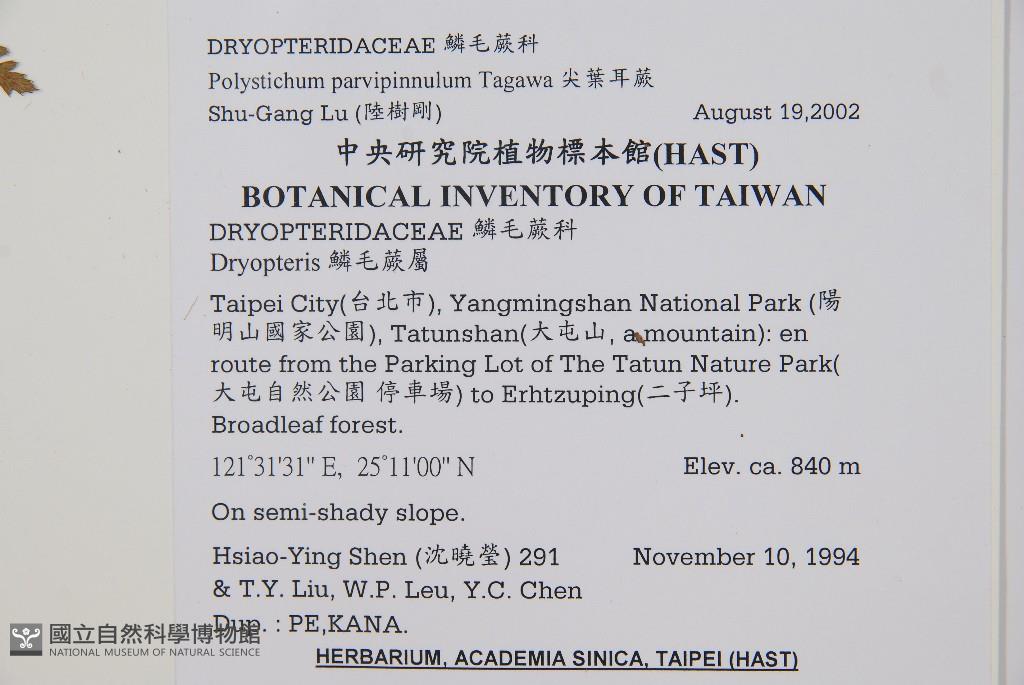 DRYOPTERIDACEAE 鱗毛蕨科
Polystichum parvipinnulum Tagawa 尖葉耳蕨
Shu-Gang Lu (陸樹剛) August 19,2002
中央研究院植物標本館(HAST)
BOTANICAL INVENTORY OF TAIWAN
DRYOPTERIDACEAE 鱗毛蕨科
Dryopteris 鱗毛蕨屬
Taipei City(台北市), Yangmingshan National Park (陽
明山國家公園), Tatunshan(大屯山, a mountain): en
route from the Parking Lot of The Tatun Nature Park(
大屯自然公園 停車場) to Erhtzuping(二子坪).
Broadleaf forest.
121°31'31" E, 25°11'00" N Elev. ca. 840 m
On semi-shady slope.
Hsiao-Ying Shen (沈曉瑩) 291 November 10, 1994
& T.Y. Liu, W.P. Leu, Y.C. Chen
Dup. : PE,KANA.
國立自然科學博物館
NATIONAL MUSEUM OF NATURAL SCIENCE
HERBARIUM, ACADEMIA SINICA, TAIPEI (HAST)